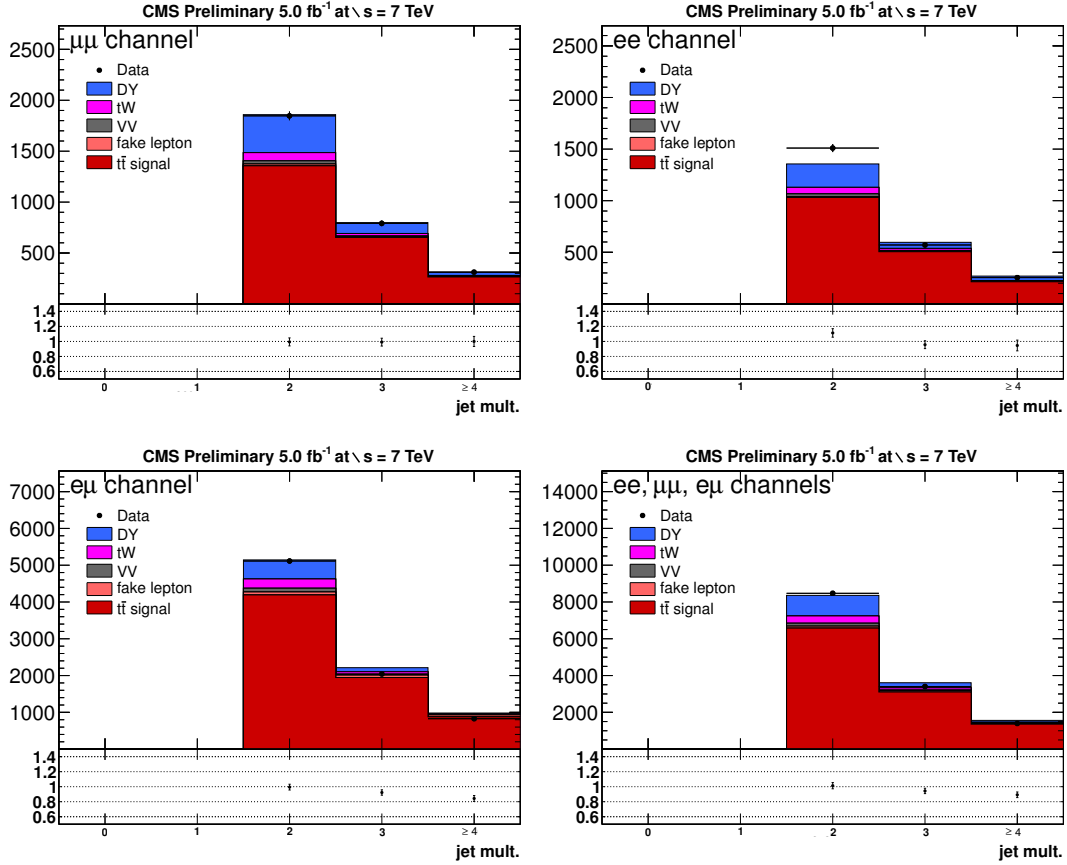 CMS Preliminary 5.0 fb⁻¹ at \ s = 7 TeV
μμ channel
Data
DY
tW
VV
fake lepton
tt̄ signal
2500
2000
1500
1000
500
1.4
1.2
1
0.8
0.6
0 1 2 3 ≥ 4
jet mult.
CMS Preliminary 5.0 fb⁻¹ at \ s = 7 TeV
ee channel
Data
DY
tW
VV
fake lepton
tt̄ signal
2500
2000
1500
1000
500
1.4
1.2
1
0.8
0.6
0 1 2 3 ≥ 4
jet mult.
CMS Preliminary 5.0 fb⁻¹ at \ s = 7 TeV
eμ channel
Data
DY
tW
VV
fake lepton
tt̄ signal
7000
6000
5000
4000
3000
2000
1000
1.4
1.2
1
0.8
0.6
0 1 2 3 ≥ 4
jet mult.
CMS Preliminary 5.0 fb⁻¹ at \ s = 7 TeV
ee, μμ, eμ channels
Data
DY
tW
VV
fake lepton
tt̄ signal
14000
12000
10000
8000
6000
4000
2000
1.4
1.2
1
0.8
0.6
0 1 2 3 ≥ 4
jet mult.